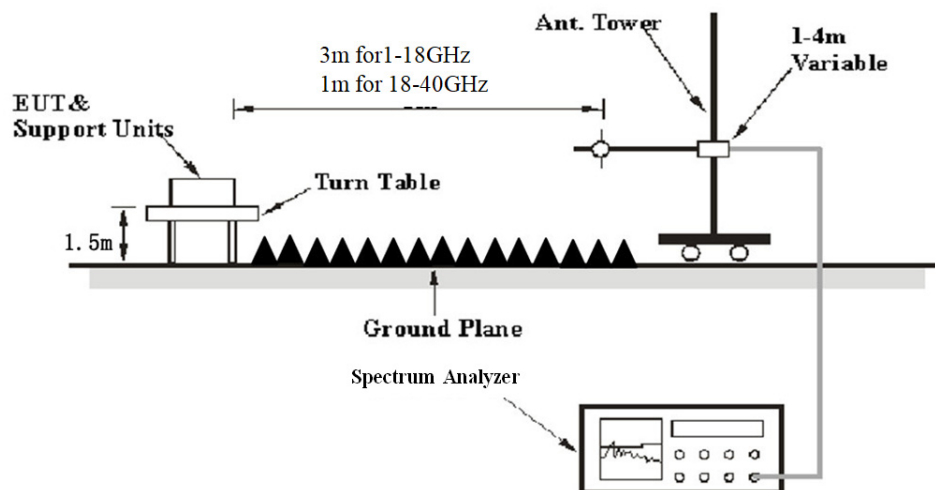 Ant. Tower
1-4m
Variable
3m for1-18GHz
1m for 18-40GHz
EUT&
Support Units
Turn Table
1.5m
Ground Plane
Spectrum Analyzer